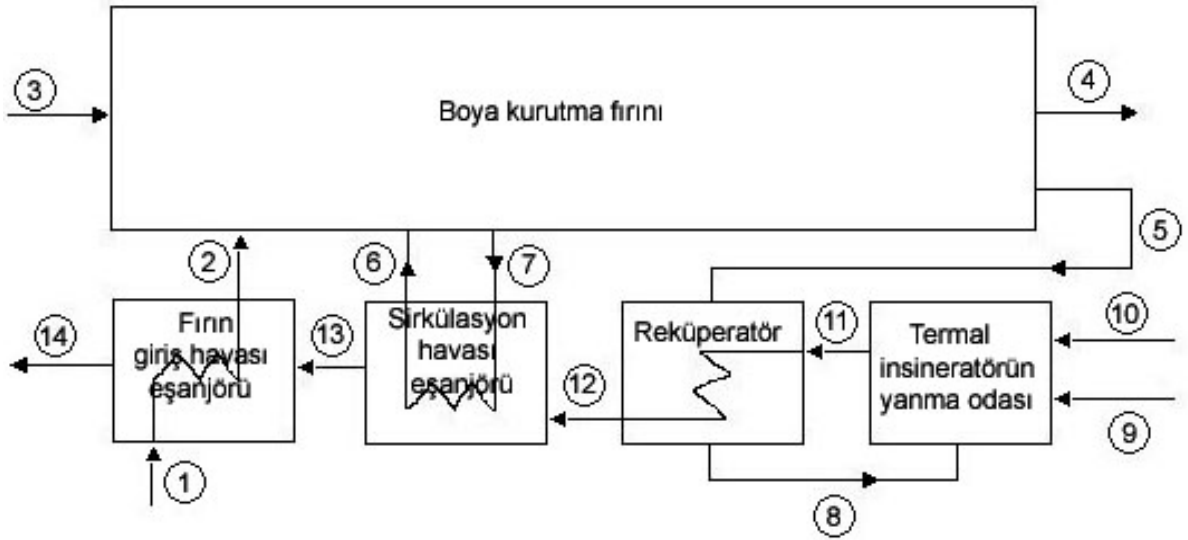 3
Boya kurutma fırını
4
5
2
6
7
14
Fırın
giriş havası
eşanjörü
13
Sirkülasyon
havası
eşanjörü
12
Reküperatör
11
Termal
insineratörün
yanma odası
10
9
1
8